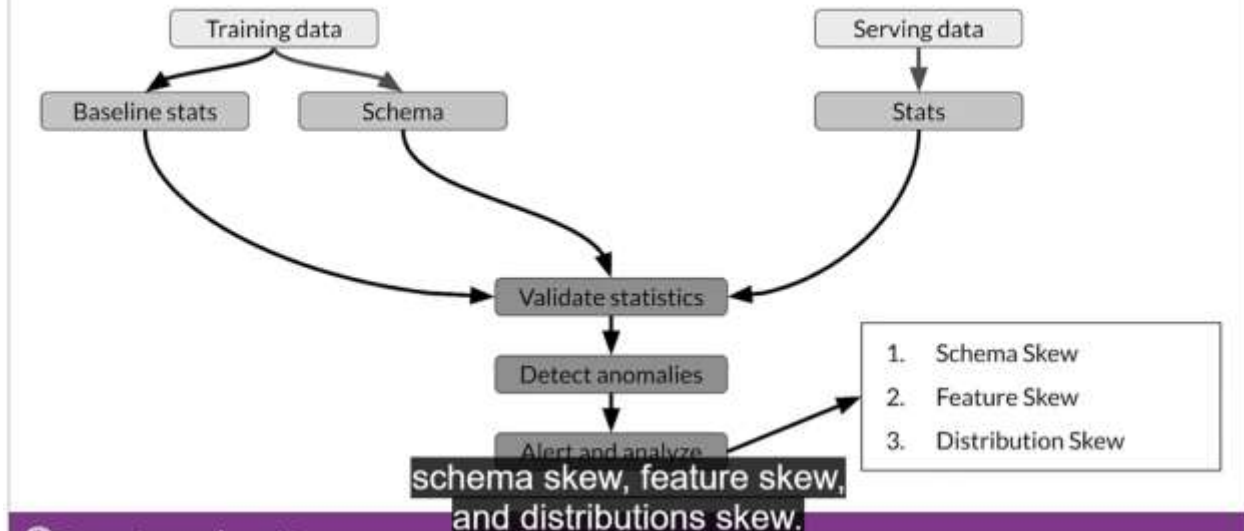 Training data
Serving data
Baseline stats
Schema
Stats
Validate statistics
Detect anomalies
Alert and analyze
1. Schema Skew
2. Feature Skew
3. Distribution Skew
schema skew, feature skew,
and distributions skew.